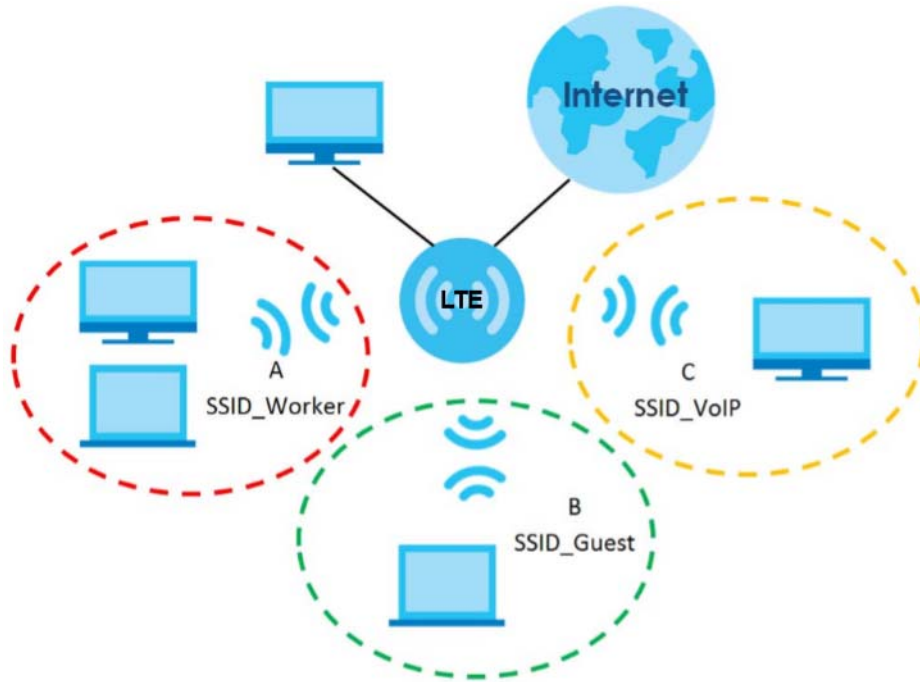 Internet
LTE
A
SSID_Worker
C
SSID_VoIP
B
SSID_Guest